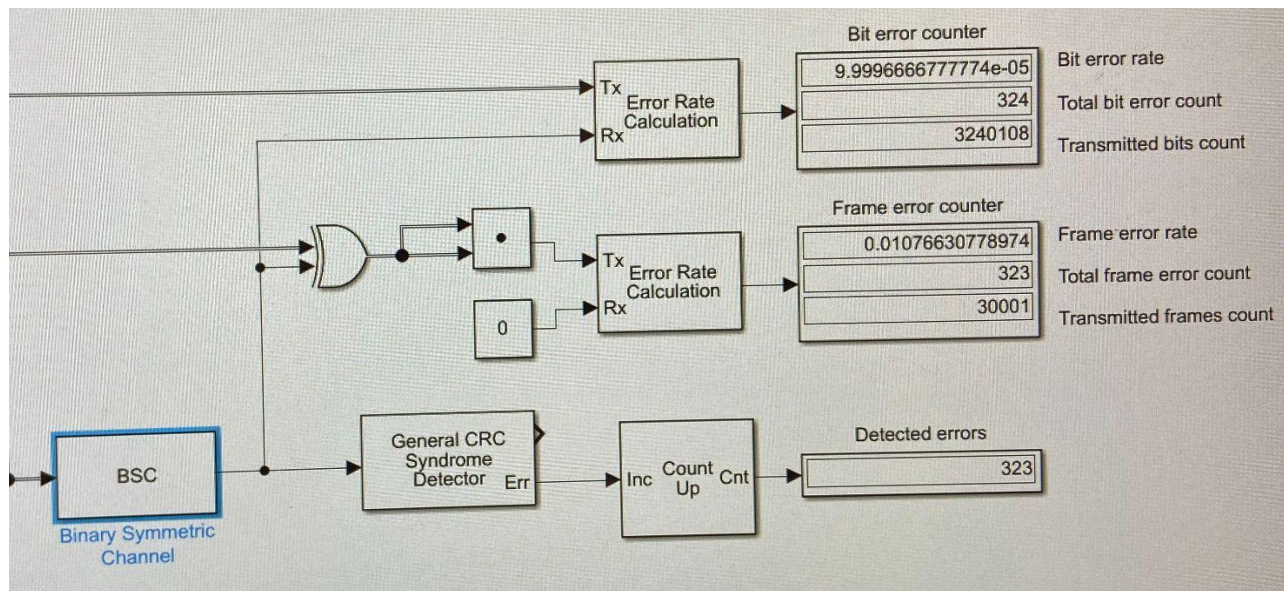 Bit error counter
9.9996666777774e-05
Bit error rate
324
Total bit error count
3240108
Transmitted bits count
Tx
Rx
Error Rate
Calculation
Frame error counter
0.01076630778974
Frame error rate
323
Total frame error count
30001
Transmitted frames count
Tx
Rx
Error Rate
Calculation
0
BSC
Binary Symmetric
Channel
General CRC
Syndrome
Detector
Err
Inc
Count
Up
Cnt
Detected errors
323